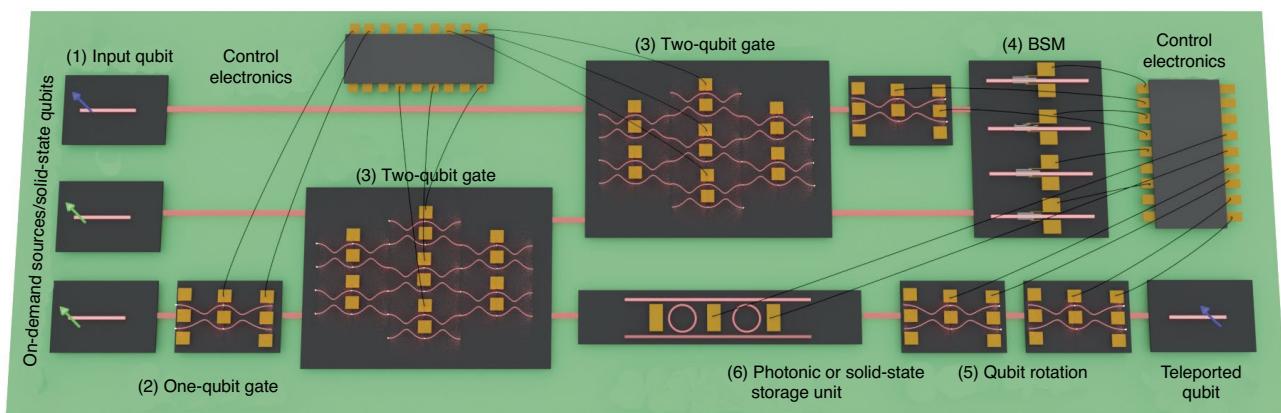 On-demand sources/solid-state qubits
(1) Input qubit
Control
electronics
(3) Two-qubit gate
(4) BSM
Control
electronics
(3) Two-qubit gate
(2) One-qubit gate
(6) Photonic or solid-state
storage unit
(5) Qubit rotation
Teleported
qubit